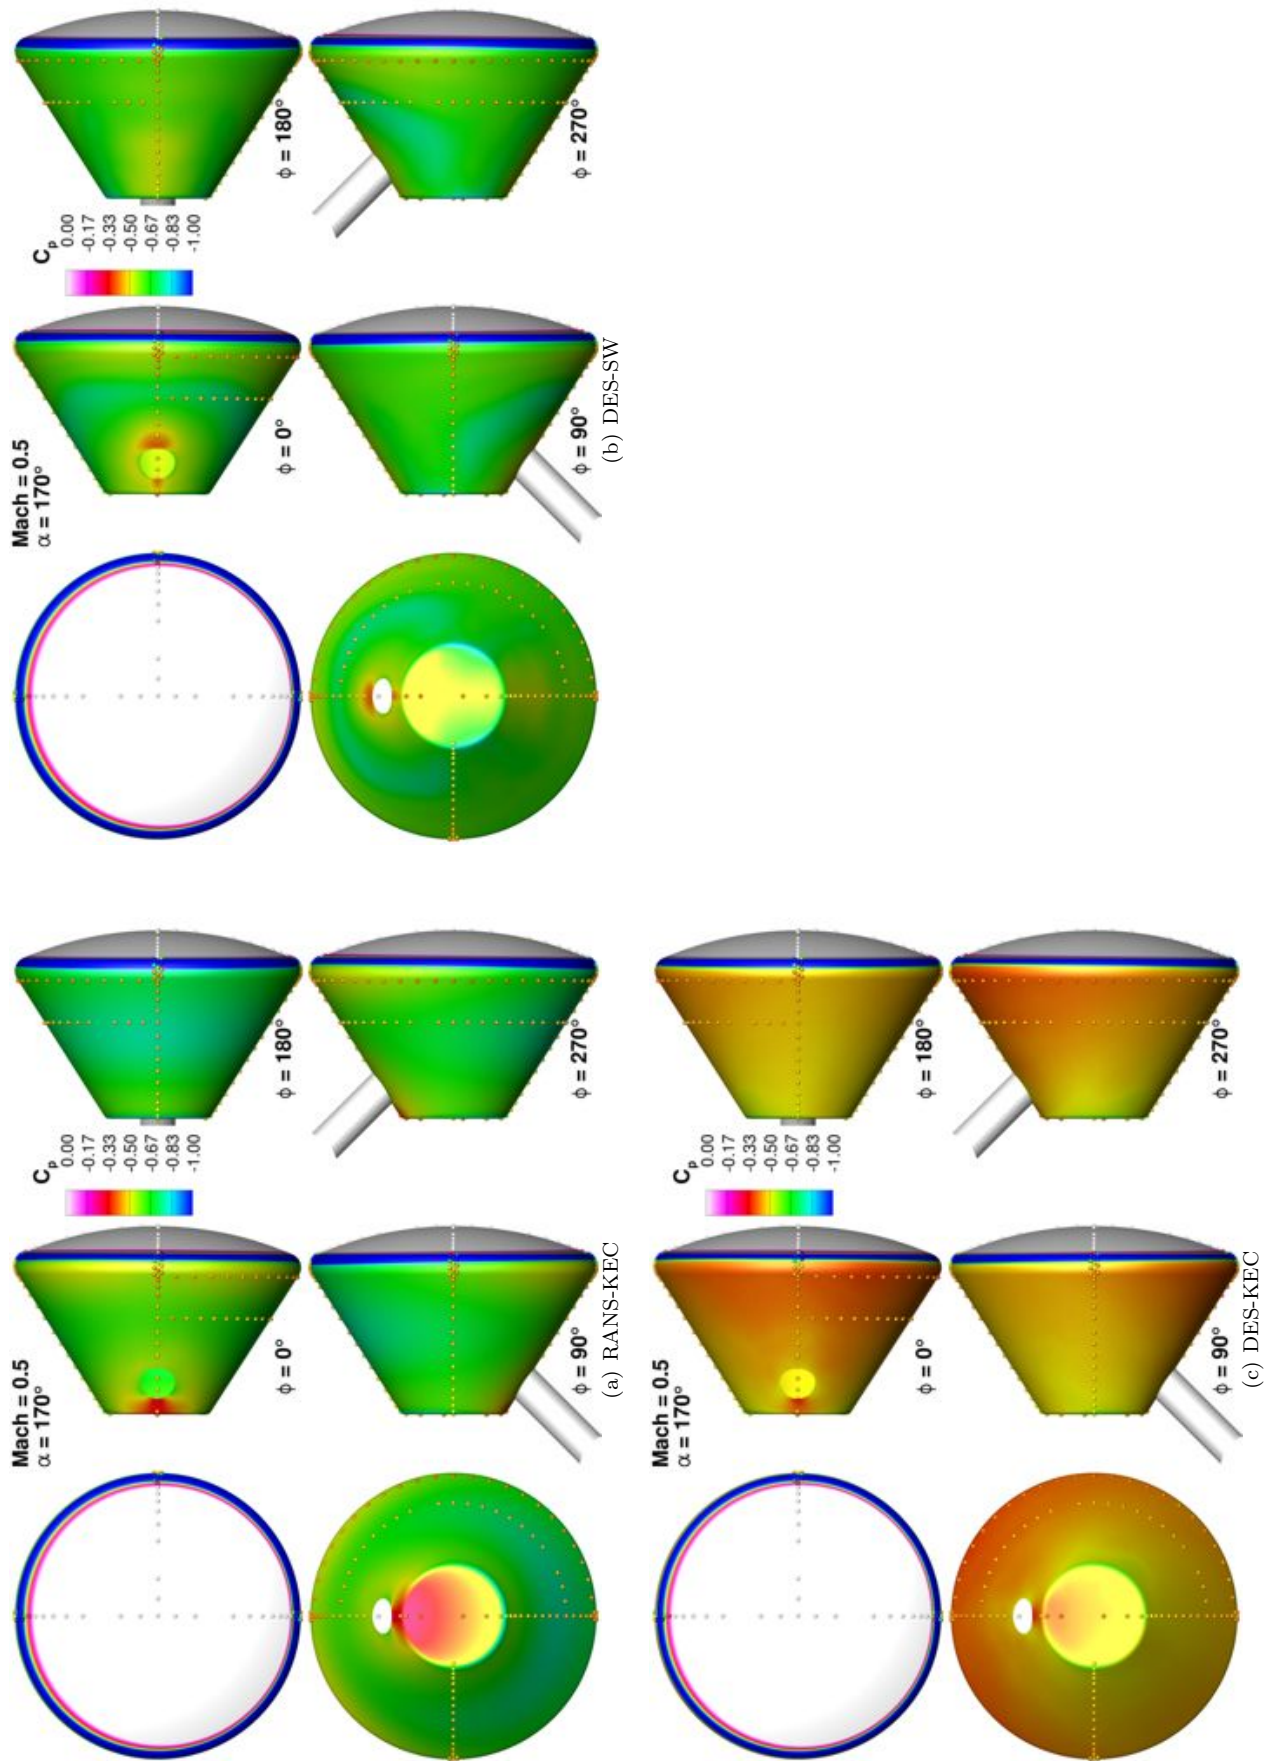 Mach = 0.5
α = 170°
Cp
0.00
-0.17
-0.33
-0.50
-0.67
-0.83
-1.00
ϕ = 0°
ϕ = 180°
ϕ = 90°
ϕ = 270°
(a) RANS-KEC
Mach = 0.5
α = 170°
Cp
0.00
-0.17
-0.33
-0.50
-0.67
-0.83
-1.00
ϕ = 0°
ϕ = 180°
ϕ = 90°
ϕ = 270°
(b) DES-SW
Mach = 0.5
α = 170°
Cp
0.00
-0.17
-0.33
-0.50
-0.67
-0.83
-1.00
ϕ = 0°
ϕ = 180°
ϕ = 90°
ϕ = 270°
(c) DES-KEC